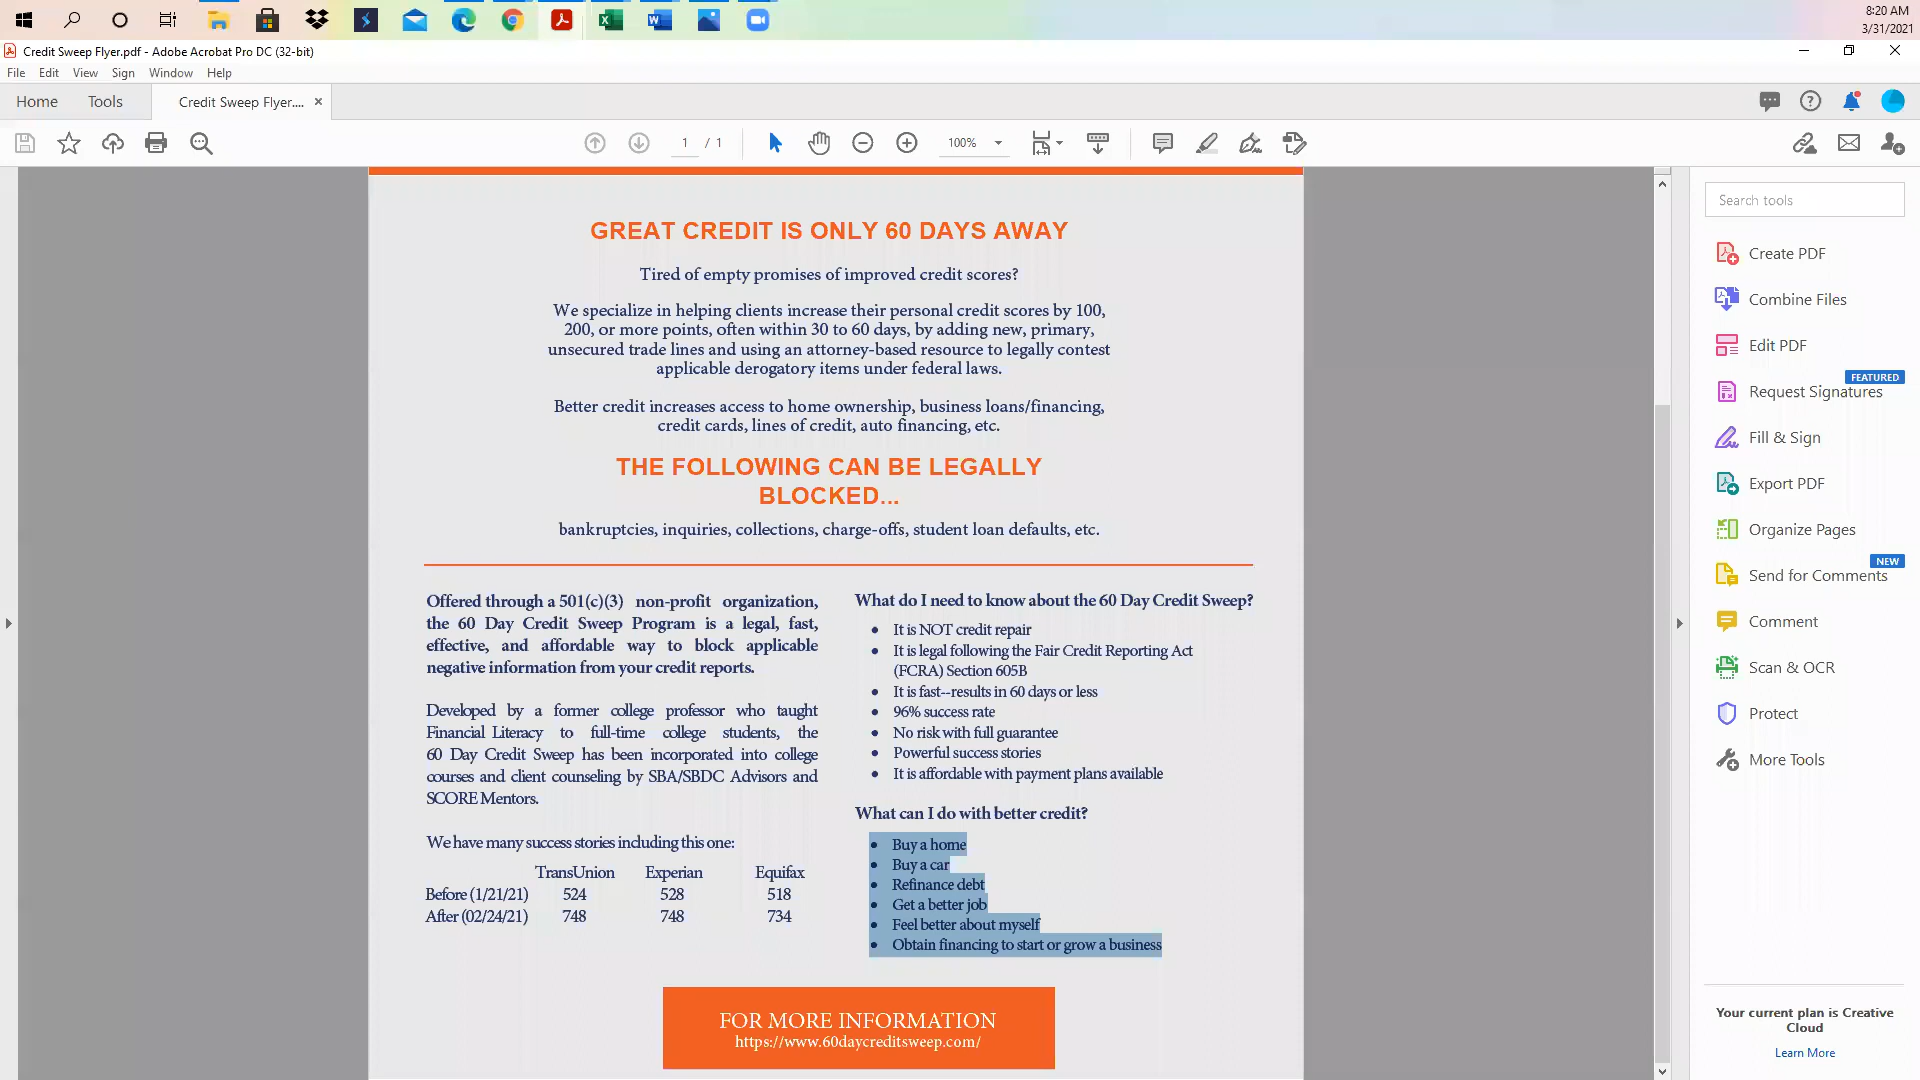 8:20 AM
3/31/2021
Credit Sweep Flyer.pdf - Adobe Acrobat Pro DC (32-bit)
File Edit View Sign Window Help
Home Tools Credit Sweep Flyer.... ×
1 / 1 100%
GREAT CREDIT IS ONLY 60 DAYS AWAY
Tired of empty promises of improved credit scores?
We specialize in helping clients increase their personal credit scores by 100,
200, or more points, often within 30 to 60 days, by adding new, primary,
unsecured trade lines and using an attorney-based resource to legally contest
applicable derogatory items under federal laws.
Better credit increases access to home ownership, business loans/financing,
credit cards, lines of credit, auto financing, etc.
THE FOLLOWING CAN BE LEGALLY
BLOCKED...
bankruptcies, inquiries, collections, charge-offs, student loan defaults, etc.
Offered through a 501(c)(3) non-profit organization,
the 60 Day Credit Sweep Program is a legal, fast,
effective, and affordable way to block applicable
negative information from your credit reports.
Developed by a former college professor who taught
Financial Literacy to full-time college students, the
60 Day Credit Sweep has been incorporated into college
courses and client counseling by SBA/SBDC Advisors and
SCORE Mentors.
We have many success stories including this one:
TransUnion Experian Equifax
Before (1/21/21) 524 528 518
After (02/24/21) 748 748 734
What do I need to know about the 60 Day Credit Sweep?
• It is NOT credit repair
• It is legal following the Fair Credit Reporting Act
(FCRA) Section 605B
• It is fast--results in 60 days or less
• 96% success rate
• No risk with full guarantee
• Powerful success stories
• It is affordable with payment plans available
What can I do with better credit?
• Buy a home
• Buy a car
• Refinance debt
• Get a better job
• Feel better about myself
• Obtain financing to start or grow a business
FOR MORE INFORMATION
https://www.60daycreditsweep.com/
Search tools
Create PDF
Combine Files
Edit PDF
FEATURED
Request Signatures
Fill & Sign
Export PDF
Organize Pages
NEW
Send for Comments
Comment
Scan & OCR
Protect
More Tools
Your current plan is Creative
Cloud
Learn More